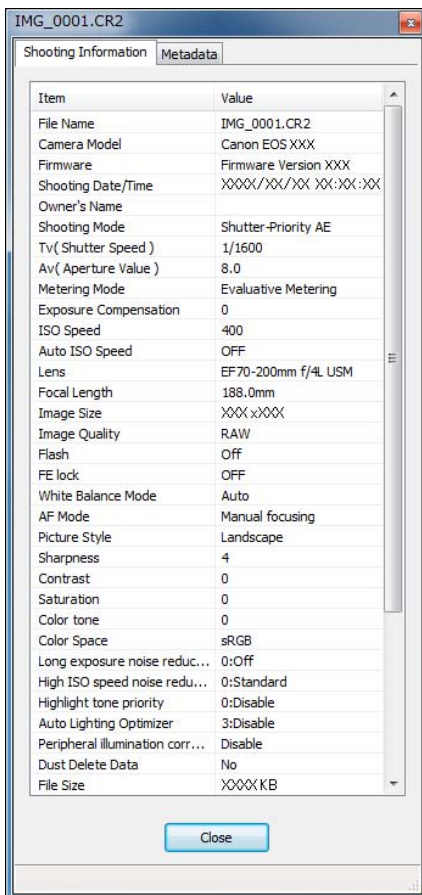 IMG_0001.CR2
Shooting Information Metadata
Item Value
File Name IMG_0001.CR2
Camera Model Canon EOS XXX
Firmware Firmware Version XXX
Shooting Date/Time XXXX/XX/XX XX:XX:XX
Owner's Name
Shooting Mode Shutter-Priority AE
Tv( Shutter Speed ) 1/1600
Av( Aperture Value ) 8.0
Metering Mode Evaluative Metering
Exposure Compensation 0
ISO Speed 400
Auto ISO Speed OFF
Lens EF70-200mm f/4L USM
Focal Length 188.0mm
Image Size XXX xXXX
Image Quality RAW
Flash Off
FE lock OFF
White Balance Mode Auto
AF Mode Manual focusing
Picture Style Landscape
Sharpness 4
Contrast 0
Saturation 0
Color tone 0
Color Space sRGB
Long exposure noise reduc... 0:Off
High ISO speed noise redu... 0:Standard
Highlight tone priority 0:Disable
Auto Lighting Optimizer 3:Disable
Peripheral illumination corr... Disable
Dust Delete Data No
File Size XXXX KB
Close